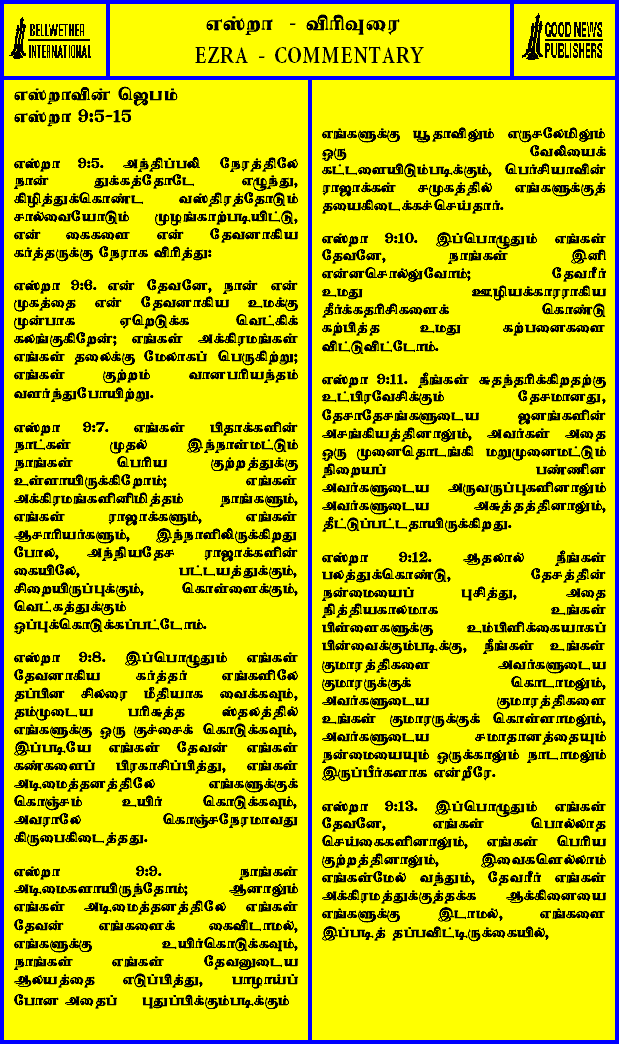 BELLWETHER
INTERNATIONAL
எஸ்றா - விரிவுரை
EZRA - COMMENTARY
GOOD NEWS
PUBLISHERS
எஸ்றாவின் ஜெபம்
எஸ்றா 9:5-15
எஸ்றா 9:5. அந்திப்பலி நேரத்திலே
நான் துக்கத்தோடே எழுந்து,
கிழித்துக்கொண்ட வஸ்திரத்தோடும்
சால்வையோடும் முழங்காற்படியிட்டு,
என் கைகளை என் தேவனாகிய
கர்த்தருக்கு நேராக விரித்து:
எஸ்றா 9:6. என் தேவனே, நான் என்
முகத்தை என் தேவனாகிய உமக்கு
முன்பாக ஏறெடுக்க வெட்கிக்
கலங்குகிறேன்; எங்கள் அக்கிரமங்கள்
எங்கள் தலைக்கு மேலாகப் பெருகிற்று;
எங்கள் குற்றம் வானபரியந்தம்
வளர்ந்துபோயிற்று.
எஸ்றா 9:7. எங்கள் பிதாக்களின்
நாட்கள் முதல் இந்நாள்மட்டும்
நாங்கள் பெரிய குற்றத்துக்கு
உள்ளாயிருக்கிறோம்; எங்கள்
அக்கிரமங்களினிமித்தம் நாங்களும்,
எங்கள் ராஜாக்களும், எங்கள்
ஆசாரியர்களும், இந்நாளிலிருக்கிறது
போல, அந்நியதேச ராஜாக்களின்
கையிலே, பட்டயத்துக்கும்,
சிறையிருப்புக்கும், கொள்ளைக்கும்,
வெட்கத்துக்கும்
ஒப்புக்கொடுக்கப்பட்டோம்.
எஸ்றா 9:8. இப்பொழுதும் எங்கள்
தேவனாகிய கர்த்தர் எங்களிலே
தப்பின சிலரை மீதியாக வைக்கவும்,
தம்முடைய பரிசுத்த ஸ்தலத்தில்
எங்களுக்கு ஒரு குச்சைக் கொடுக்கவும்,
இப்படியே எங்கள் தேவன் எங்கள்
கண்களைப் பிரகாசிப்பித்து, எங்கள்
அடிமைத்தனத்திலே எங்களுக்குக்
கொஞ்சம் உயிர் கொடுக்கவும்,
அவராலே கொஞ்சநேரமாவது
கிருபைகிடைத்தது.
எஸ்றா 9:9. நாங்கள்
அடிமைகளாயிருந்தோம்; ஆனாலும்
எங்கள் அடிமைத்தனத்திலே எங்கள்
தேவன் எங்களைக் கைவிடாமல்,
எங்களுக்கு உயிர்கொடுக்கவும்,
நாங்கள் எங்கள் தேவனுடைய
ஆலயத்தை எடுப்பித்து, பாழாய்ப்
போன அதைப் புதுப்பிக்கும்படிக்கும்
எங்களுக்கு யூதாவிலும் எருசலேமிலும்
ஒரு வேலியைக்
கட்டளையிடும்படிக்கும், பெர்சியாவின்
ராஜாக்கள் சமுகத்தில் எங்களுக்குத்
தயைகிடைக்கச்செய்தார்.
எஸ்றா 9:10. இப்பொழுதும் எங்கள்
தேவனே, நாங்கள் இனி
என்னசொல்லுவோம்; தேவரீர்
உமது ஊழியக்காரராகிய
தீர்க்கதரிசிகளைக் கொண்டு
கற்பித்த உமது கற்பனைகளை
விட்டுவிட்டோம்.
எஸ்றா 9:11. நீங்கள் சுதந்தரிக்கிறதற்கு
உட்பிரவேசிக்கும் தேசமானது,
தேசாதேசங்களுடைய ஜனங்களின்
அசங்கியத்தினாலும், அவர்கள் அதை
ஒரு முனைதொடங்கி மறுமுனைமட்டும்
நிறையப் பண்ணின
அவர்களுடைய அருவருப்புகளினாலும்
அவர்களுடைய அசுத்தத்தினாலும்,
தீட்டுப்பட்டதாயிருக்கிறது.
எஸ்றா 9:12. ஆதலால் நீங்கள்
பலத்துக்கொண்டு, தேசத்தின்
நன்மையைப் புசித்து, அதை
நித்தியகாலமாக உங்கள்
பிள்ளைகளுக்கு உம்பிளிக்கையாகப்
பின்வைக்கும்படிக்கு, நீங்கள் உங்கள்
குமாரத்திகளை அவர்களுடைய
குமாரருக்குக் கொடாமலும்,
அவர்களுடைய குமாரத்திகளை
உங்கள் குமாரருக்குக் கொள்ளாமலும்,
அவர்களுடைய சமாதானத்தையும்
நன்மையையும் ஒருக்காலும் நாடாமலும்
இருப்பீர்களாக என்றீரே.
எஸ்றா 9:13. இப்பொழுதும் எங்கள்
தேவனே, எங்கள் பொல்லாத
செய்கைகளினாலும், எங்கள் பெரிய
குற்றத்தினாலும், இவைகளெல்லாம்
எங்கள்மேல் வந்தும், தேவரீர் எங்கள்
அக்கிரமத்துக்குத்தக்க ஆக்கினையை
எங்களுக்கு இடாமல், எங்களை
இப்படித் தப்பவிட்டிருக்கையில்,